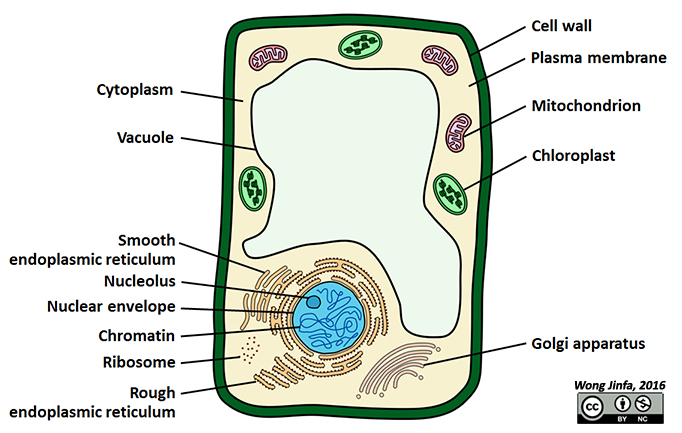 Cell wall
Plasma membrane
Cytoplasm
Mitochondrion
Vacuole
Chloroplast
Smooth
endoplasmic reticulum
Nucleolus
Nuclear envelope
Chromatin
Ribosome
Rough
endoplasmic reticulum
Golgi apparatus
Wong Jinfa, 2016
cc
BY NC